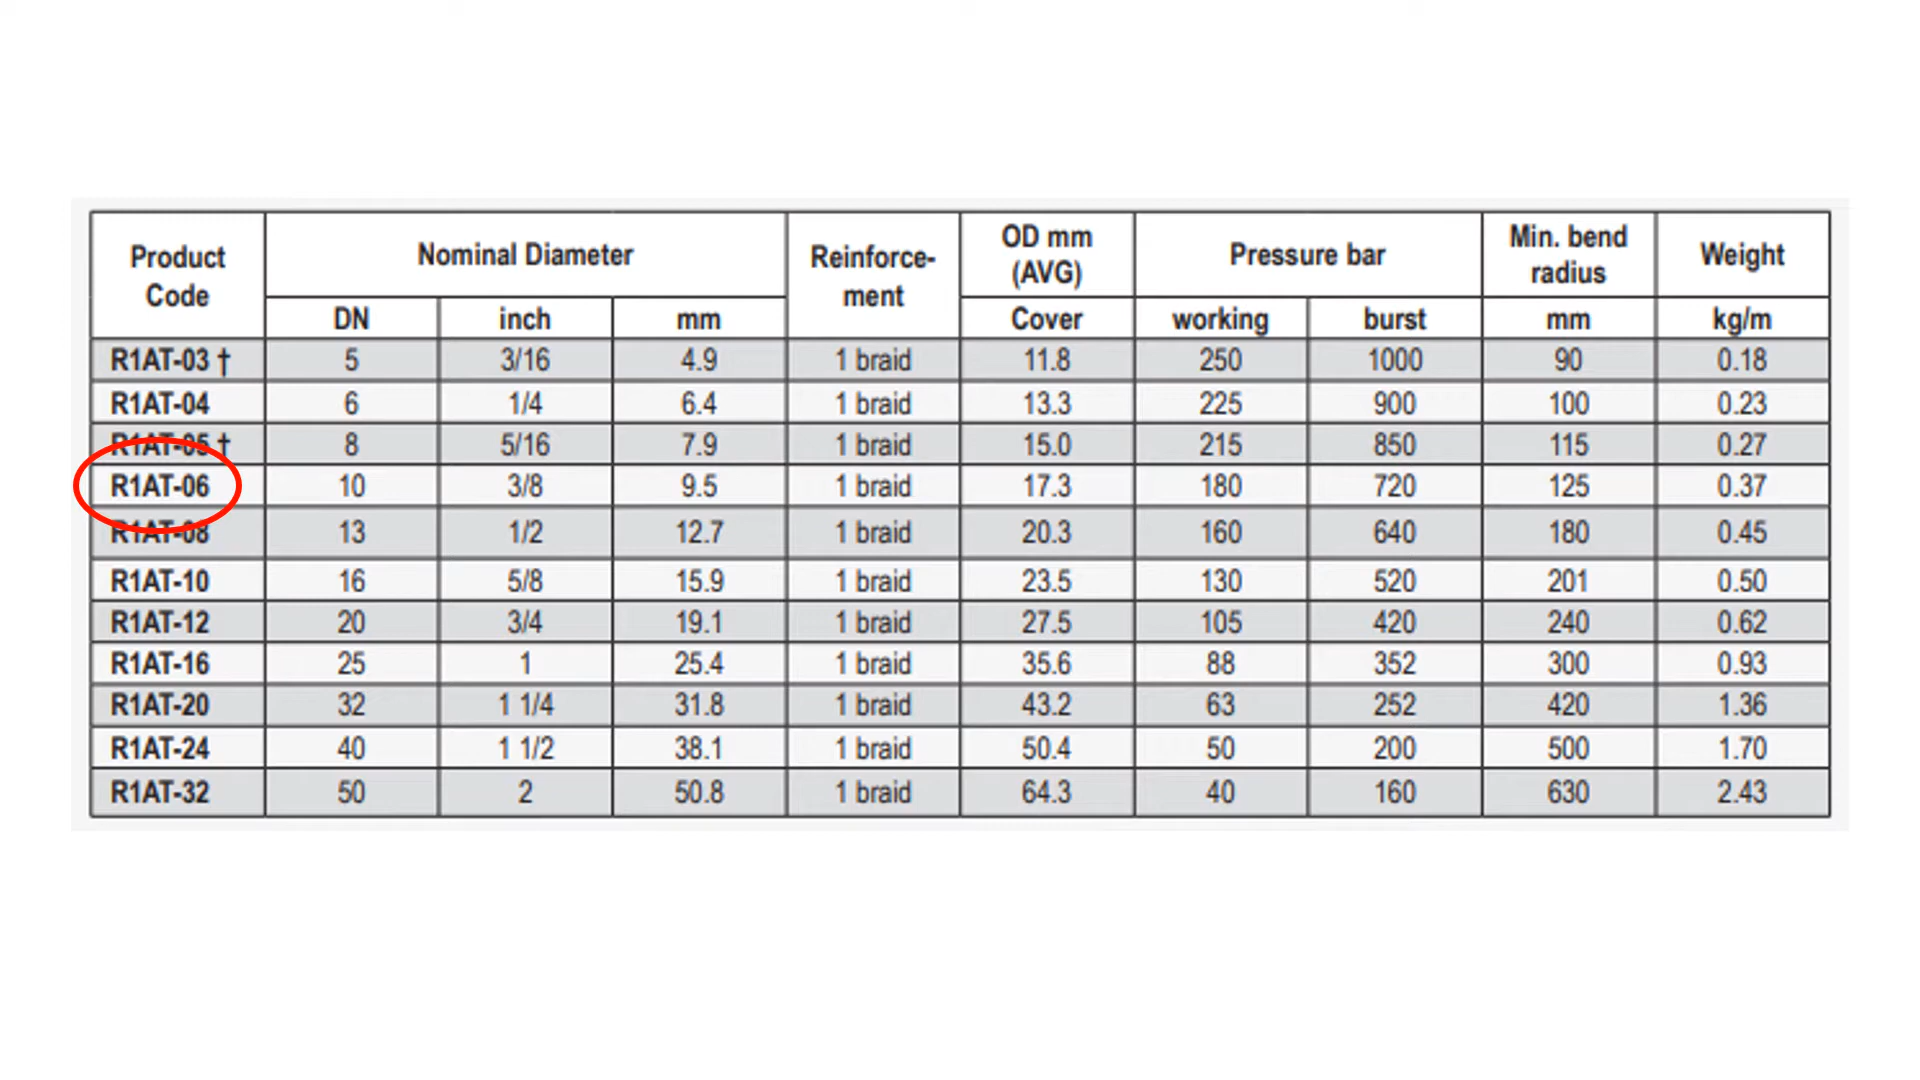 Product Code Nominal Diameter Reinforce-ment OD mm (AVG) Pressure bar Min. bend radius Weight
DN inch mm Cover working burst mm kg/m
R1AT-03 † 5 3/16 4.9 1 braid 11.8 250 1000 90 0.18
R1AT-04 6 1/4 6.4 1 braid 13.3 225 900 100 0.23
R1AT-05 † 8 5/16 7.9 1 braid 15.0 215 850 115 0.27
R1AT-06 10 3/8 9.5 1 braid 17.3 180 720 125 0.37
R1AT-08 13 1/2 12.7 1 braid 20.3 160 640 180 0.45
R1AT-10 16 5/8 15.9 1 braid 23.5 130 520 201 0.50
R1AT-12 20 3/4 19.1 1 braid 27.5 105 420 240 0.62
R1AT-16 25 1 25.4 1 braid 35.6 88 352 300 0.93
R1AT-20 32 1 1/4 31.8 1 braid 43.2 63 252 420 1.36
R1AT-24 40 1 1/2 38.1 1 braid 50.4 50 200 500 1.70
R1AT-32 50 2 50.8 1 braid 64.3 40 160 630 2.43